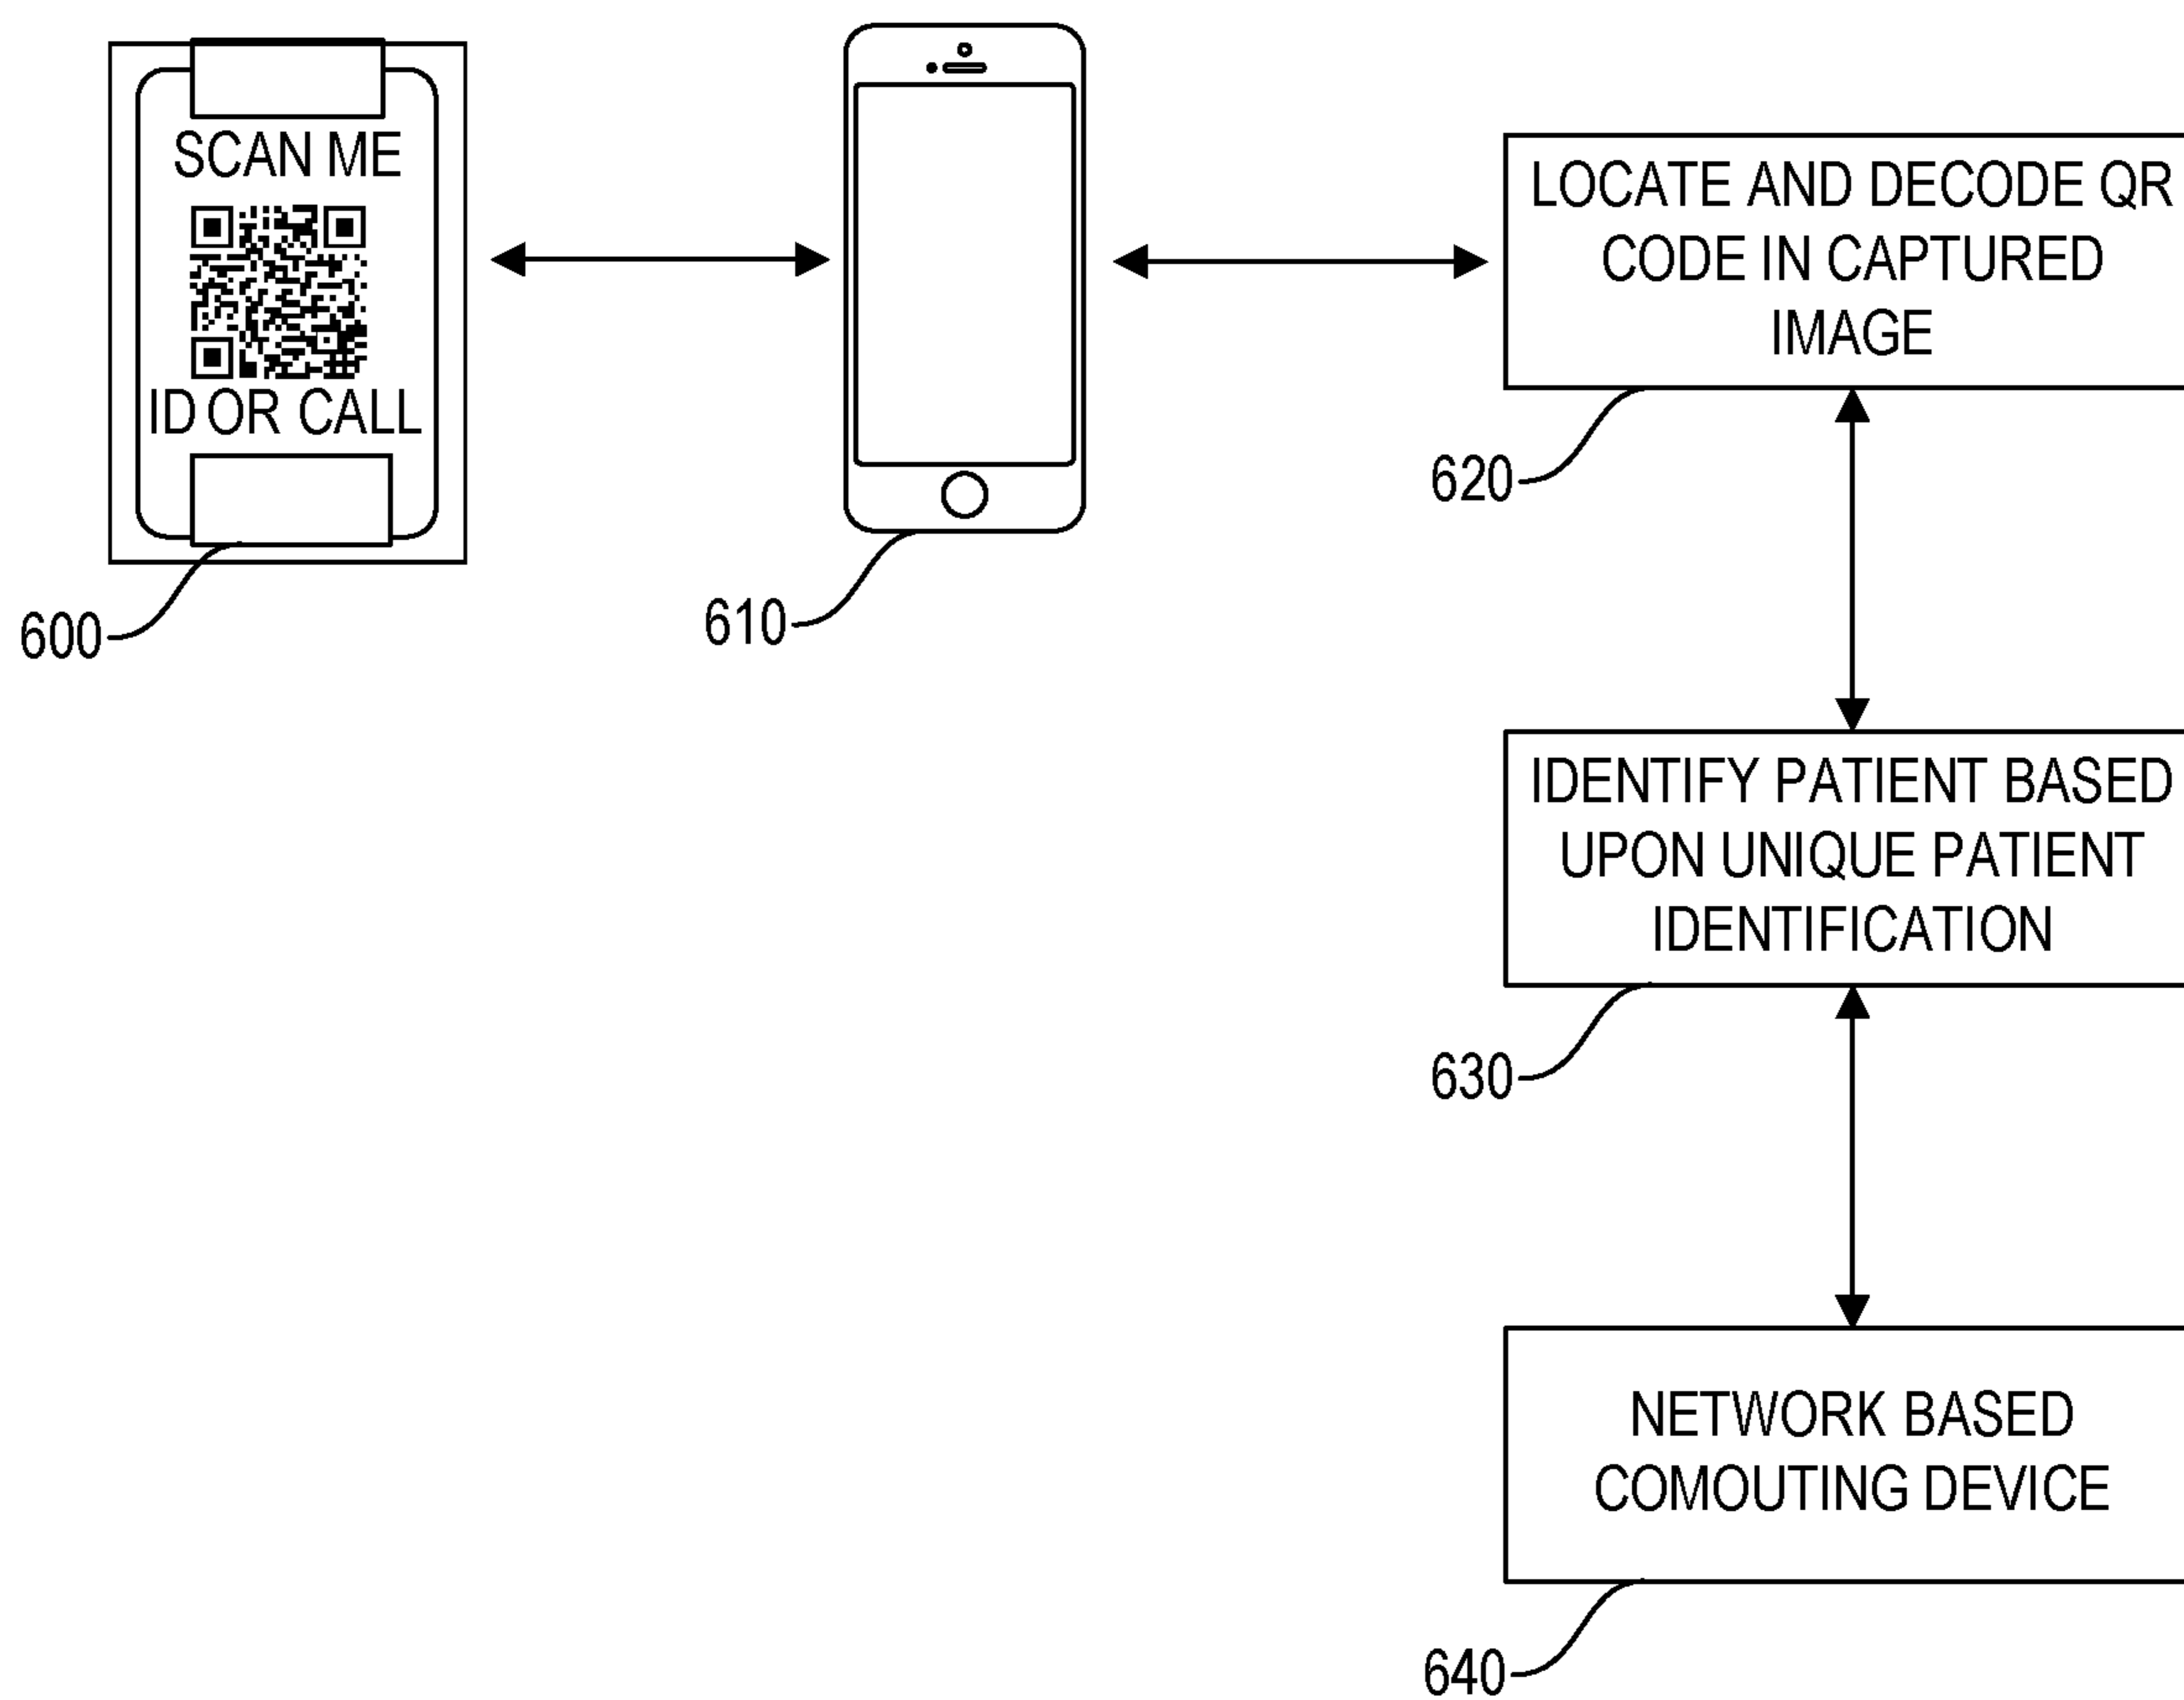 SCAN ME
ID OR CALL
600
610
LOCATE AND DECODE QR
CODE IN CAPTURED
IMAGE
620
IDENTIFY PATIENT BASED
UPON UNIQUE PATIENT
IDENTIFICATION
630
NETWORK BASED
COMOUTING DEVICE
640